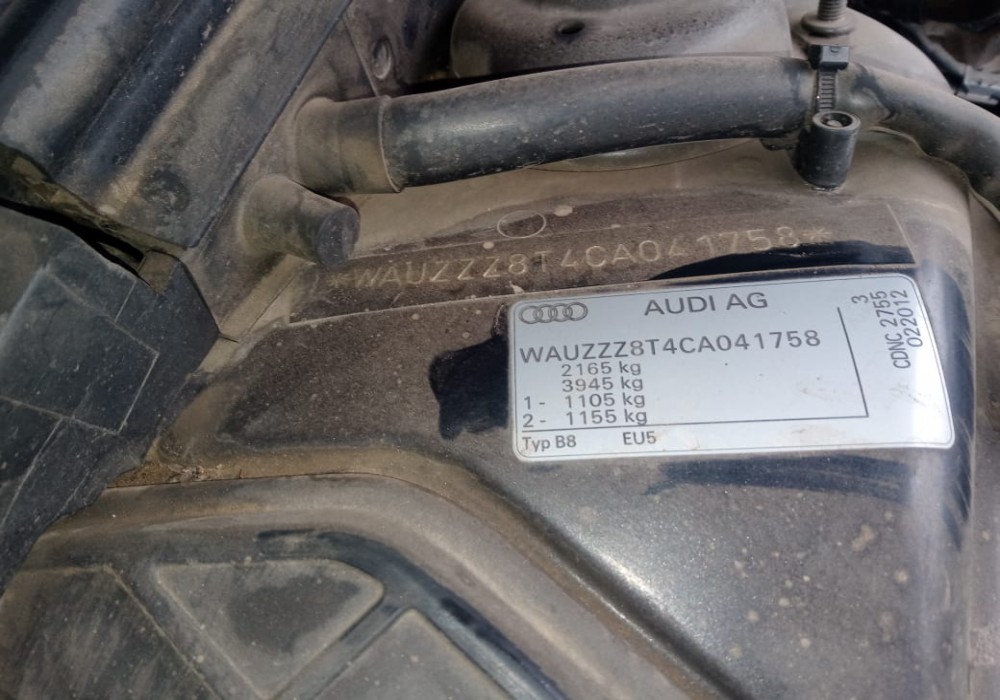 *WAUZZZ8T4CA041758*
AUDI AG
WAUZZZ8T4CA041758
2165 kg
3945 kg
1- 1105 kg
2- 1155 kg
Typ B8 EU5
3
CDNC 2755
022012